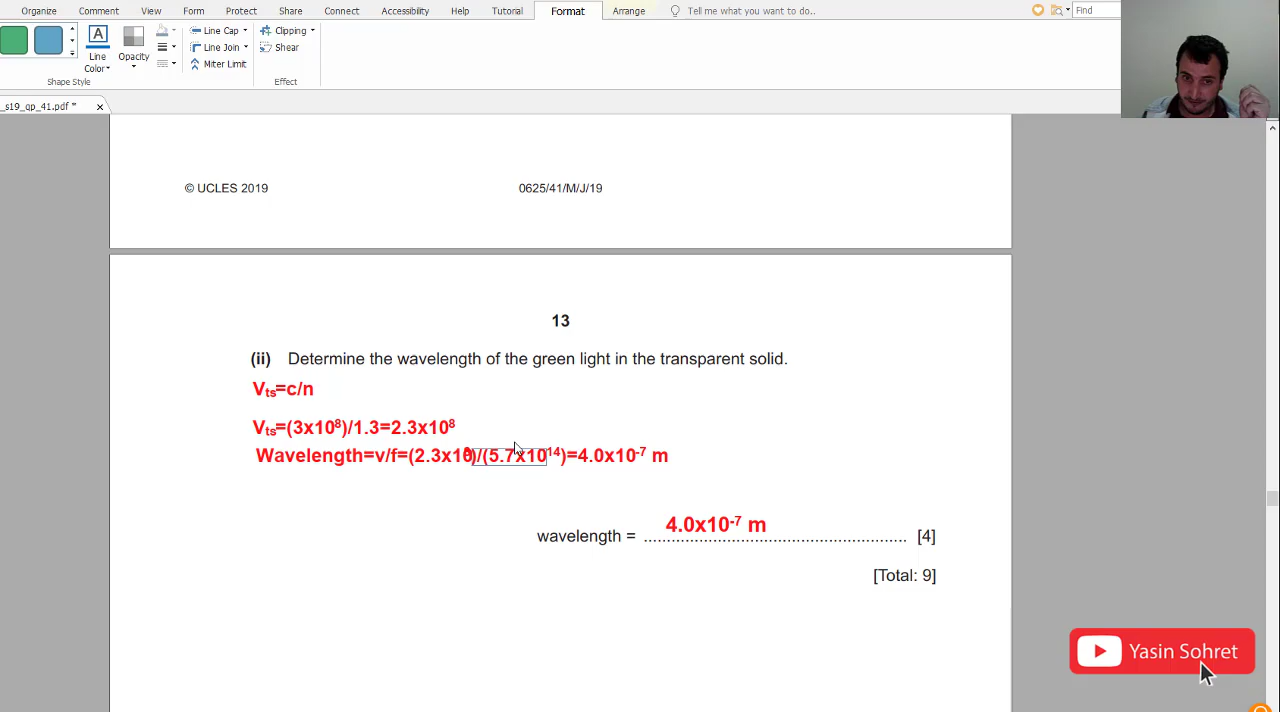 Organize Comment View Form Protect Share Connect Accessibility Help Tutorial Format Arrange Tell me what you want to do.. Find
A
Line Color
Opacity
Line Cap
Line Join
Miter Limit
Clipping
Shear
Shape Style
Effect
_s19_qp_41.pdf *
© UCLES 2019 0625/41/M/J/19
13
(ii) Determine the wavelength of the green light in the transparent solid.
Vts=c/n
Vts=(3x10⁸)/1.3=2.3x10⁸
Wavelength=v/f=(2.3x10⁸)/(5.7x10¹⁴)=4.0x10⁻⁷ m
4.0x10⁻⁷ m
wavelength = .......................................................... [4]
[Total: 9]
Yasin Sohret